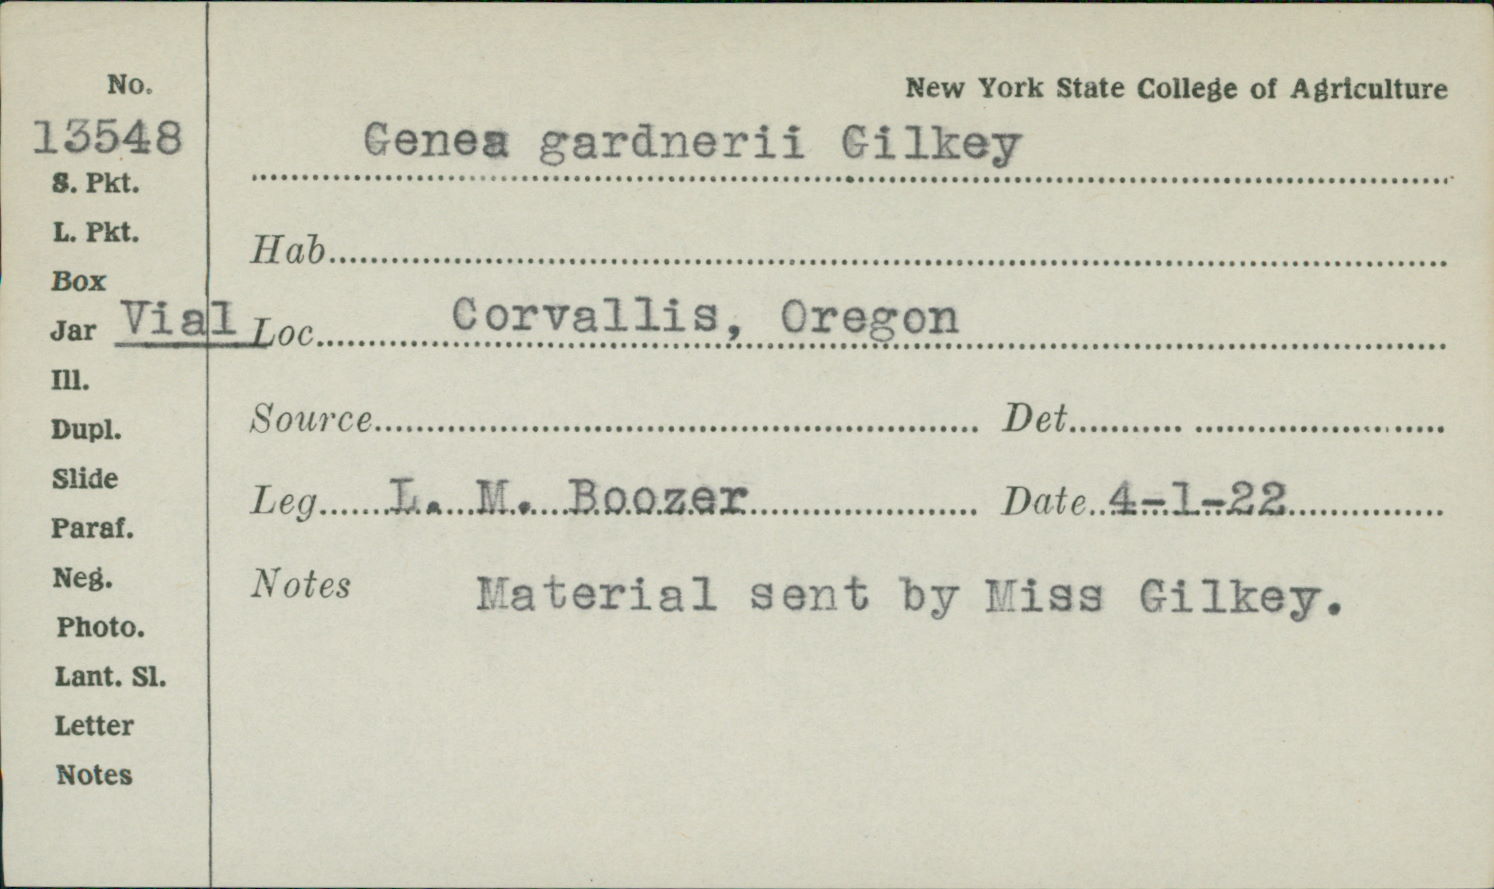 No.
13548
S. Pkt.
L. Pkt.
Box
Jar Vial
Ill.
Dupl.
Slide
Paraf.
Neg.
Photo.
Lant. Sl.
Letter
Notes
New York State College of Agriculture
Genea gardnerii Gilkey
Hab
Loc Corvallis, Oregon
Source Det
Leg L. M. Boozer Date 4-1-22
Notes Material sent by Miss Gilkey.